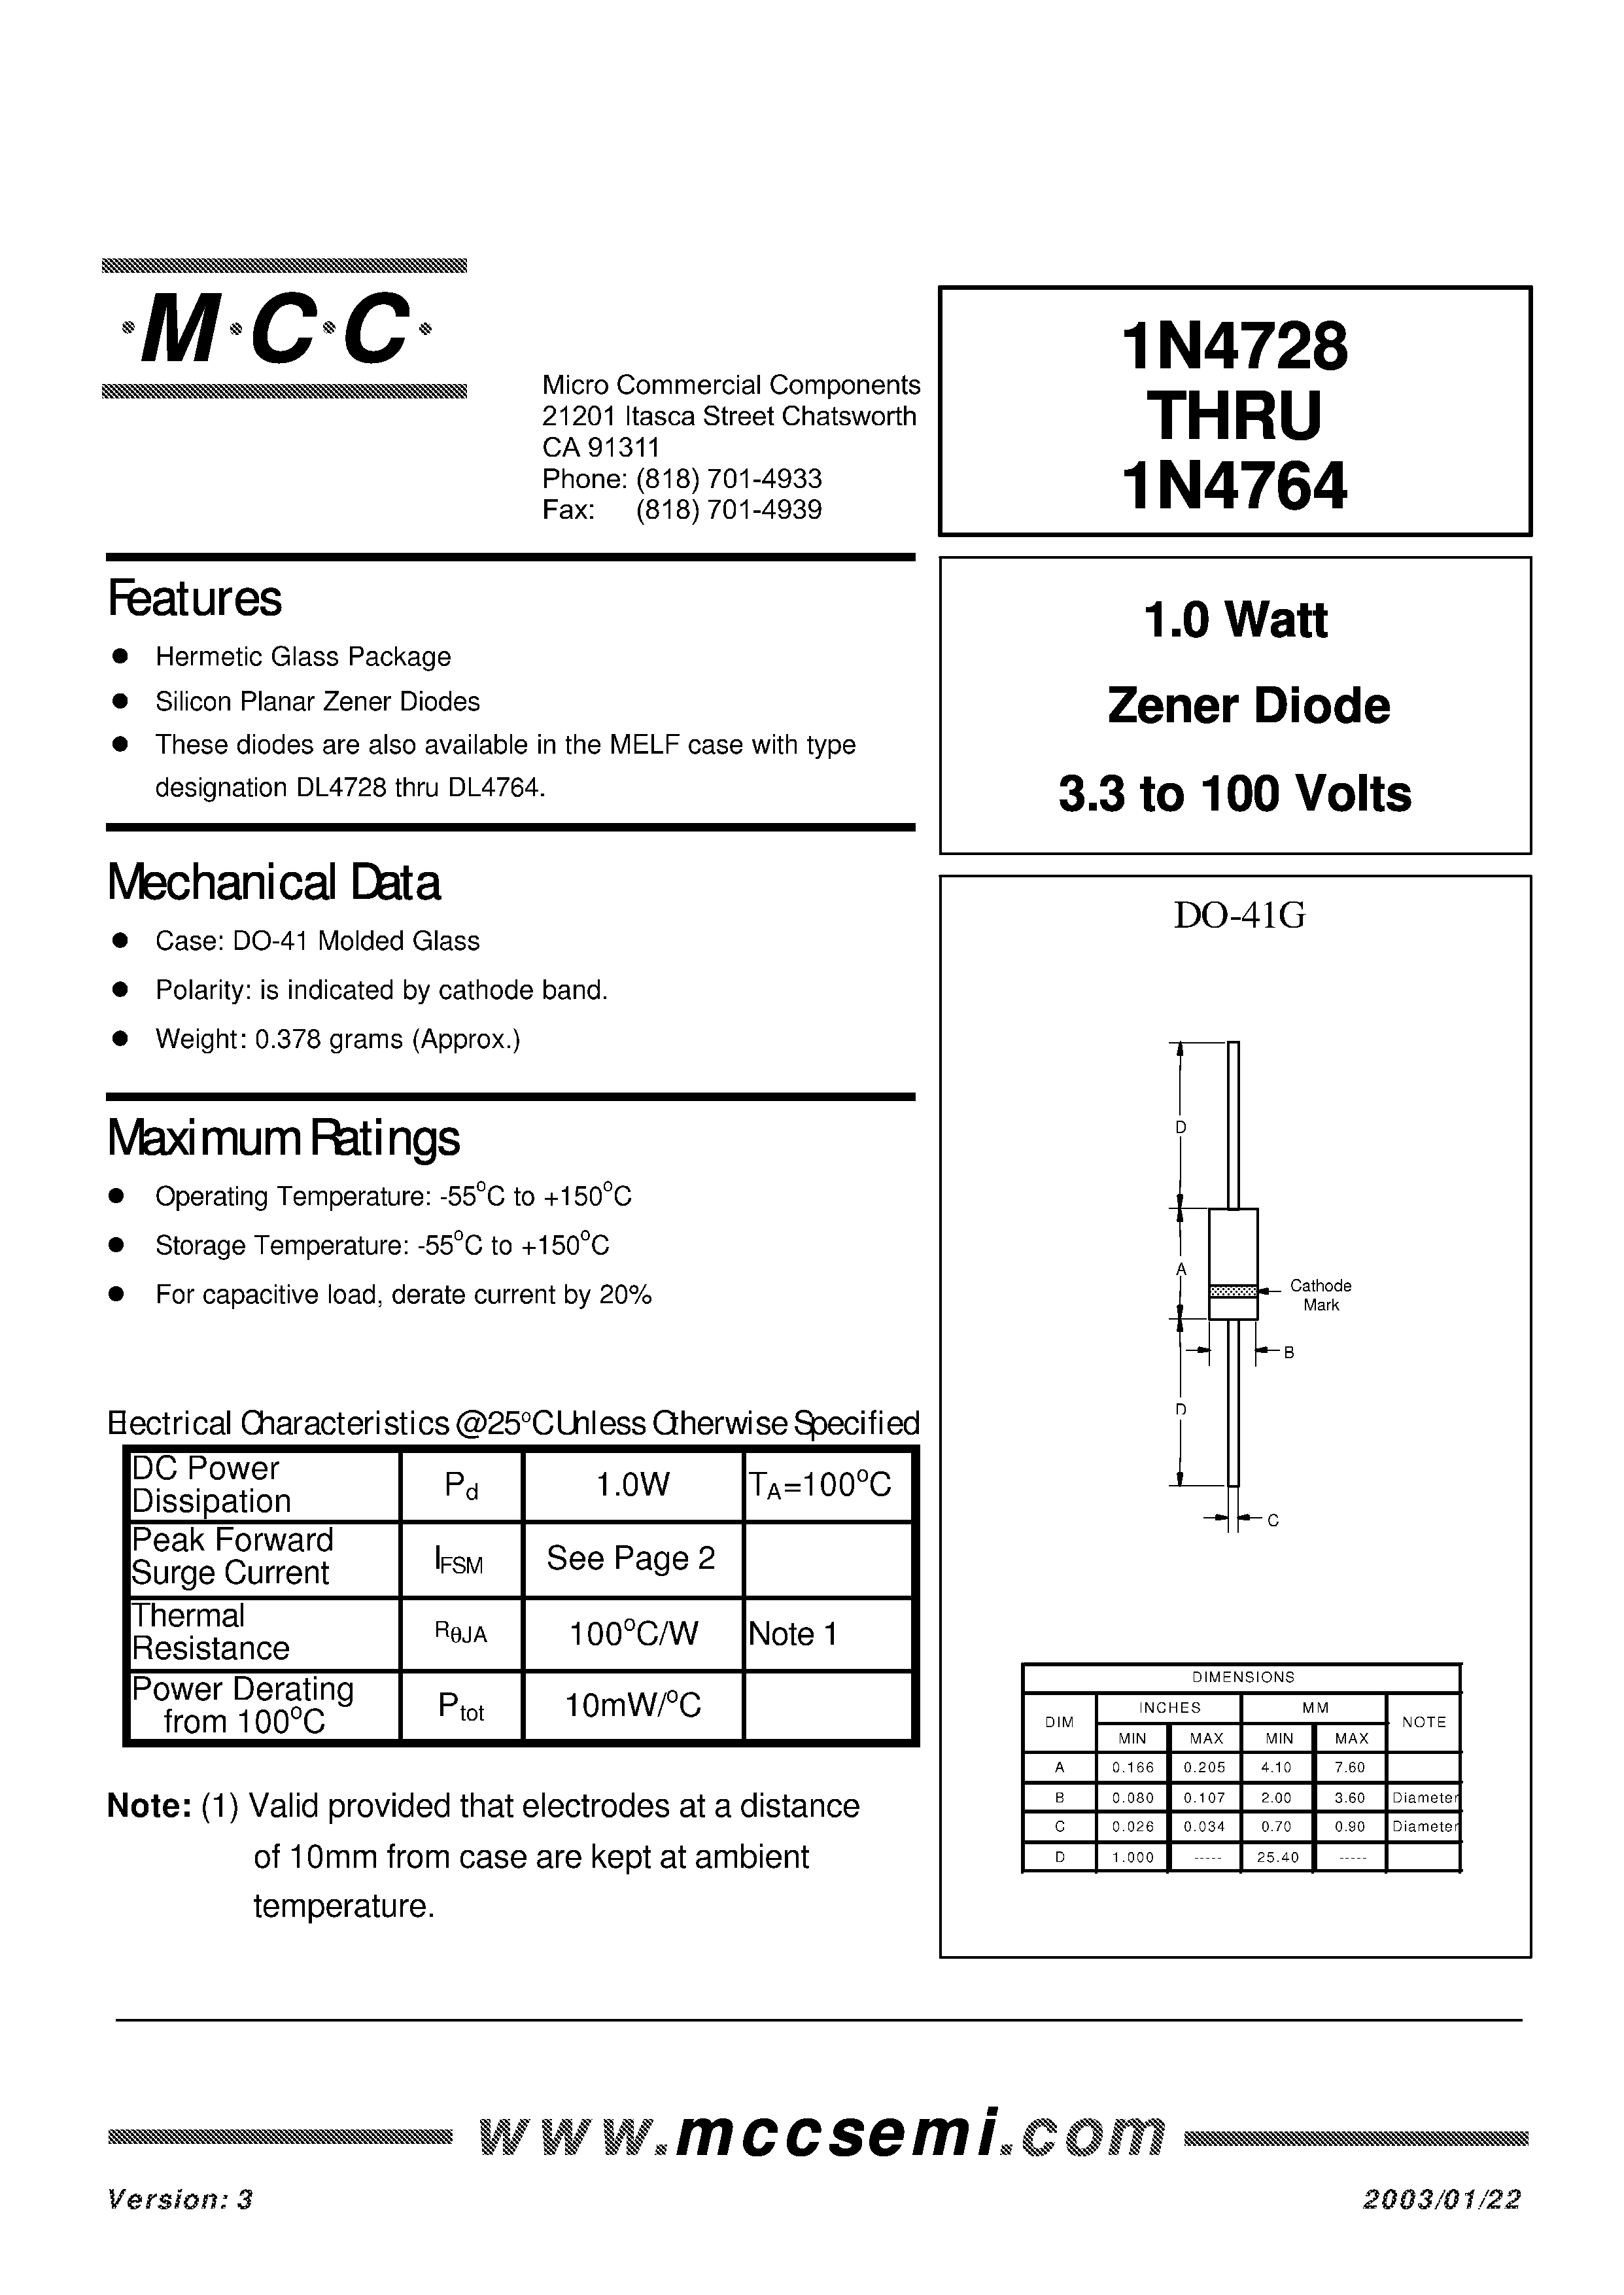 ·M·C·C·
Micro Commercial Components
21201 Itasca Street Chatsworth
CA 91311
Phone: (818) 701-4933
Fax: (818) 701-4939
1N4728
THRU
1N4764
Features
● Hermetic Glass Package
● Silicon Planar Zener Diodes
● These diodes are also available in the MELF case with type
designation DL4728 thru DL4764.
1.0 Watt
Zener Diode
3.3 to 100 Volts
Mechanical Data
● Case: DO-41 Molded Glass
● Polarity: is indicated by cathode band.
● Weight: 0.378 grams (Approx.)
Maximum Ratings
● Operating Temperature: -55°C to +150°C
● Storage Temperature: -55°C to +150°C
● For capacitive load, derate current by 20%
Electrical Characteristics @25°C Unless Otherwise Specified
DC Power
Dissipation
Pd
1.0W
TA=100°C
Peak Forward
Surge Current
IFSM
See Page 2
Thermal
Resistance
RθJA
100°C/W
Note 1
Power Derating
from 100°C
Ptot
10mW/°C
Note: (1) Valid provided that electrodes at a distance
of 10mm from case are kept at ambient
temperature.
DO-41G
D
A
Cathode
Mark
B
D
C
DIMENSIONS
DIM INCHES MM NOTE
MIN MAX MIN MAX
A 0.166 0.205 4.10 7.60
B 0.080 0.107 2.00 3.60 Diameter
C 0.026 0.034 0.70 0.90 Diameter
D 1.000 ----- 25.40 -----
www.mccsemi.com
Version: 3
2003/01/22